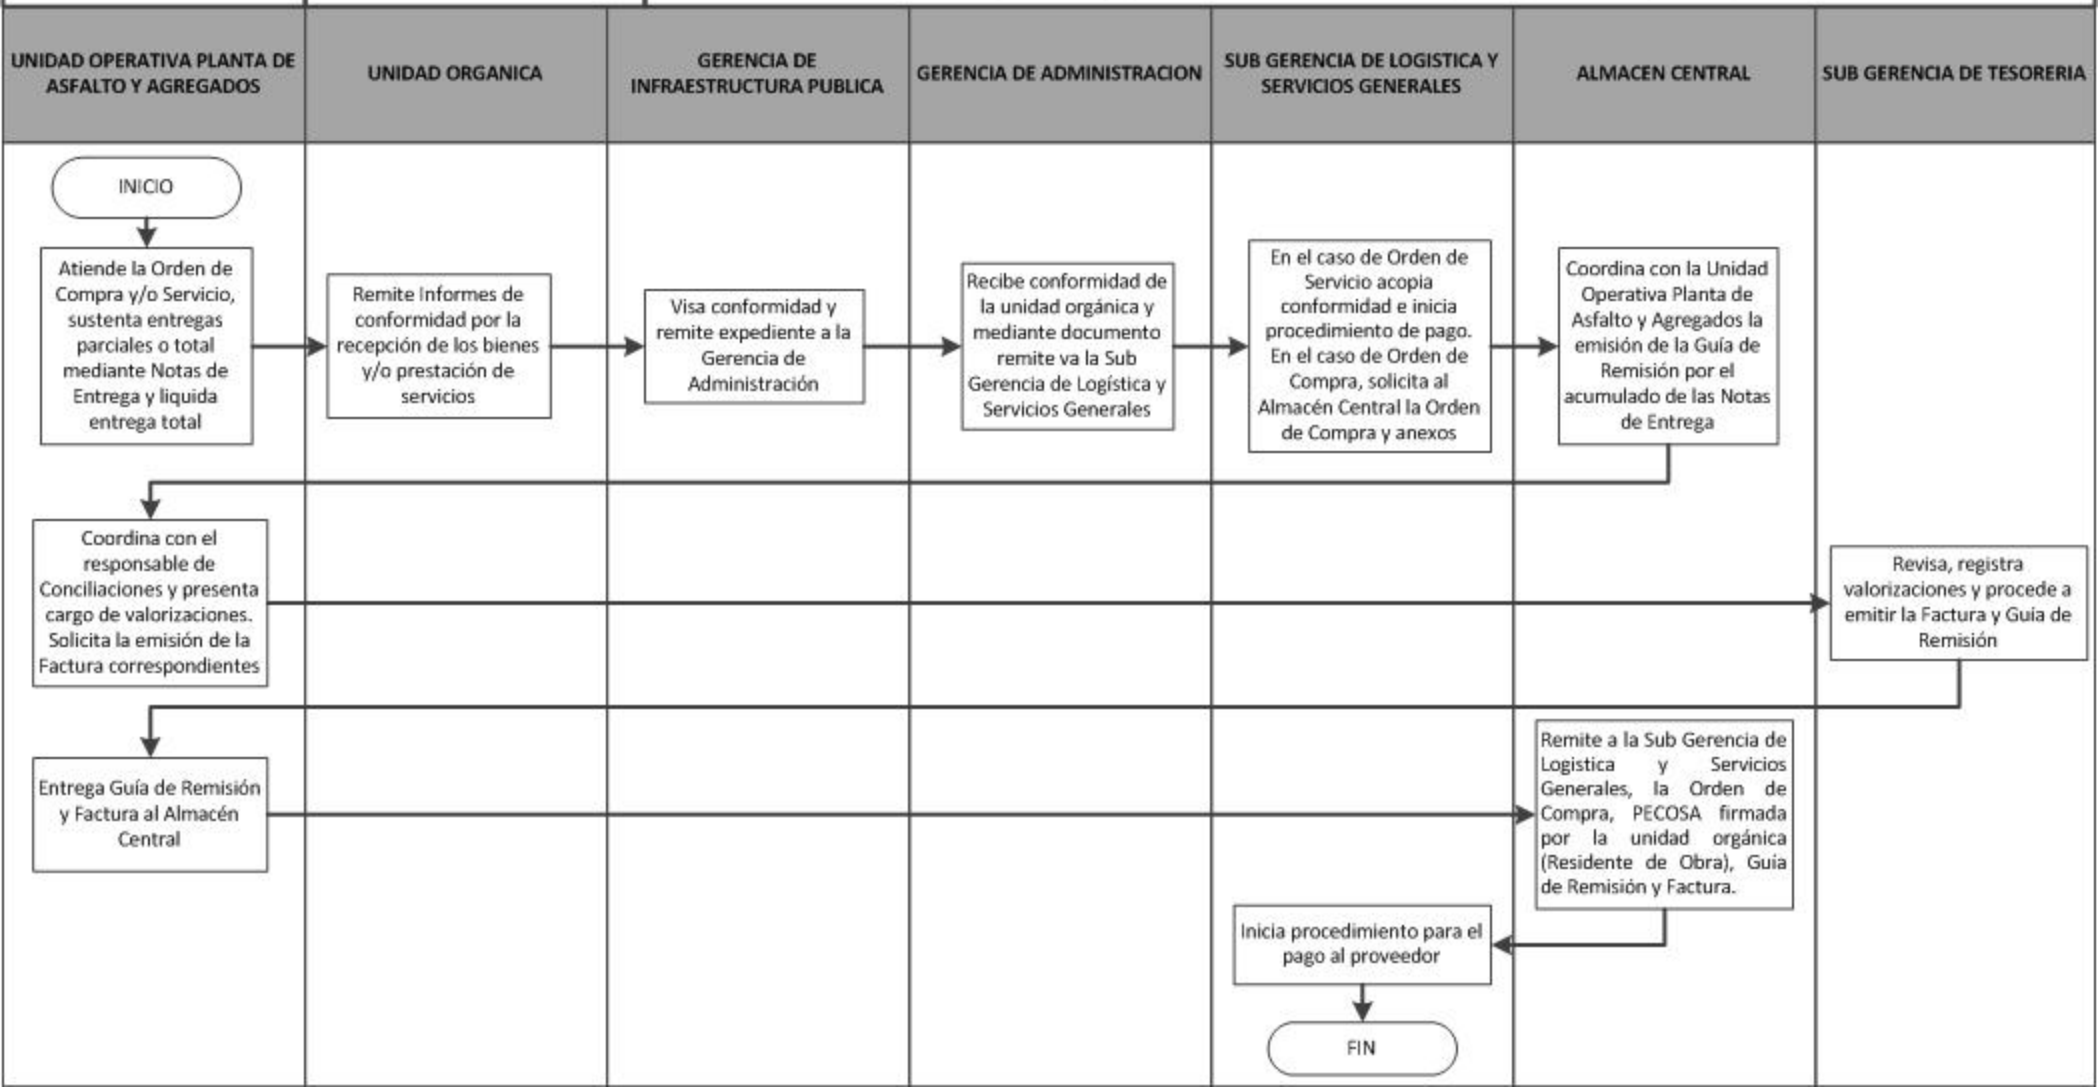 UNIDAD OPERATIVA PLANTA DE
ASFALTO Y AGREGADOS
UNIDAD ORGANICA
GERENCIA DE
INFRAESTRUCTURA PUBLICA
GERENCIA DE ADMINISTRACION
SUB GERENCIA DE LOGISTICA Y
SERVICIOS GENERALES
ALMACEN CENTRAL
SUB GERENCIA DE TESORERIA
INICIO
Atiende la Orden de
Compra y/o Servicio,
sustenta entregas
parciales o total
mediante Notas de
Entrega y liquida
entrega total
Remite Informes de
conformidad por la
recepción de los bienes
y/o prestación de
servicios
Visa conformidad y
remite expediente a la
Gerencia de
Administración
Recibe conformidad de
la unidad orgánica y
mediante documento
remite va la Sub
Gerencia de Logística y
Servicios Generales
En el caso de Orden de
Servicio acopia
conformidad e inicia
procedimiento de pago.
En el caso de Orden de
Compra, solicita al
Almacén Central la Orden
de Compra y anexos
Coordina con la Unidad
Operativa Planta de
Asfalto y Agregados la
emisión de la Guía de
Remisión por el
acumulado de las Notas
de Entrega
Coordina con el
responsable de
Conciliaciones y presenta
cargo de valorizaciones.
Solicita la emisión de la
Factura correspondientes
Revisa, registra
valorizaciones y procede a
emitir la Factura y Guia de
Remisión
Entrega Guía de Remisión
y Factura al Almacén
Central
Remite a la Sub Gerencia de
Logistica y Servicios
Generales, la Orden de
Compra, PECOSA firmada
por la unidad orgánica
(Residente de Obra), Guia
de Remisión y Factura.
Inicia procedimiento para el
pago al proveedor
FIN